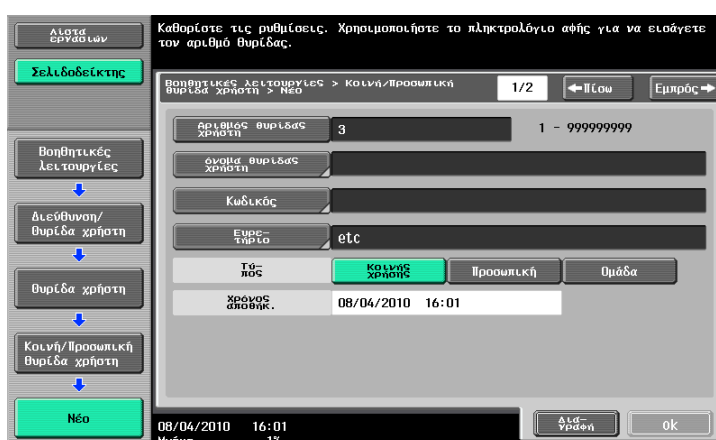 Λίστα
εργασιών
Καθορίστε τις ρυθμίσεις. Χρησιμοποιήστε το πληκτρολόγιο αφής για να εισάγετε
τον αριθμό θυρίδας.
Σελιδοδείκτης
Βοηθητικές λειτουργίες > Κοινή/Προσωπική
θυρίδα χρήστη > Νέο
1/2
Πίσω
Εμπρός
Αριθμός θυρίδας
χρήστη
3
1 - 999999999
όνομα θυρίδας
χρήστη
Κωδικός
Ευρε-
τήριο
etc
Τύ-
πος
Κοινής
χρήσης
Προσωπική
Ομάδα
Χρόνος
αποθήκ.
08/04/2010 16:01
Βοηθητικές
λειτουργίες
Διεύθυνση/
θυρίδα χρήστη
Θυρίδα χρήστη
Κοινή/Προσωπική
θυρίδα χρήστη
Νέο
08/04/2010 16:01
Μνήμη 1%
Δια-
γραφή
ok